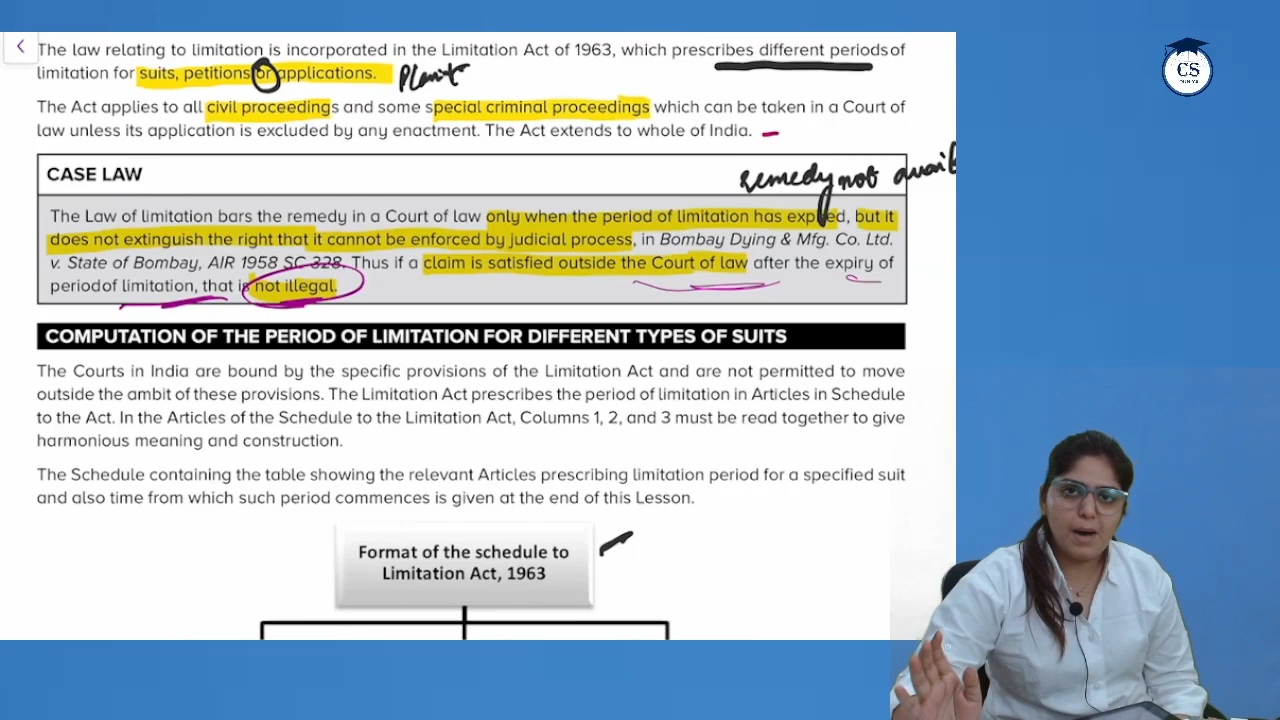 The law relating to limitation is incorporated in the Limitation Act of 1963, which prescribes different periods of
limitation for suits, petitions or applications. Plaint
The Act applies to all civil proceedings and some special criminal proceedings which can be taken in a Court of
law unless its application is excluded by any enactment. The Act extends to whole of India.
CASE LAW
remedy not avail
The Law of limitation bars the remedy in a Court of law only when the period of limitation has expired, but it
does not extinguish the right that it cannot be enforced by judicial process, in Bombay Dying & Mfg. Co. Ltd.
v. State of Bombay, AIR 1958 SC 328. Thus if a claim is satisfied outside the Court of law after the expiry of
periodof limitation, that is not illegal.
COMPUTATION OF THE PERIOD OF LIMITATION FOR DIFFERENT TYPES OF SUITS
The Courts in India are bound by the specific provisions of the Limitation Act and are not permitted to move
outside the ambit of these provisions. The Limitation Act prescribes the period of limitation in Articles in Schedule
to the Act. In the Articles of the Schedule to the Limitation Act, Columns 1, 2, and 3 must be read together to give
harmonious meaning and construction.
The Schedule containing the table showing the relevant Articles prescribing limitation period for a specified suit
and also time from which such period commences is given at the end of this Lesson.
Format of the schedule to
Limitation Act, 1963
CS